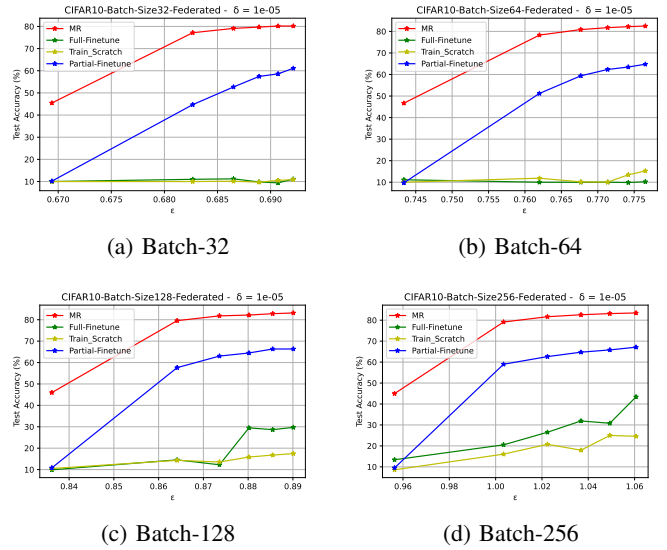 CIFAR10-Batch-Size32-Federated - δ = 1e-05
MR
Full-Finetune
Train_Scratch
Partial-Finetune
Test Accuracy (%)
80
70
60
50
40
30
20
10
0.670
0.675
0.680
0.685
0.690
ε
(a) Batch-32
CIFAR10-Batch-Size64-Federated - δ = 1e-05
MR
Full-Finetune
Train_Scratch
Partial-Finetune
Test Accuracy (%)
80
70
60
50
40
30
20
10
0.745
0.750
0.755
0.760
0.765
0.770
0.775
ε
(b) Batch-64
CIFAR10-Batch-Size128-Federated - δ = 1e-05
MR
Full-Finetune
Train_Scratch
Partial-Finetune
Test Accuracy (%)
80
70
60
50
40
30
20
10
0.84
0.85
0.86
0.87
0.88
0.89
ε
(c) Batch-128
CIFAR10-Batch-Size256-Federated - δ = 1e-05
MR
Full-Finetune
Train_Scratch
Partial-Finetune
Test Accuracy (%)
80
70
60
50
40
30
20
10
0.96
0.98
1.00
1.02
1.04
1.06
ε
(d) Batch-256